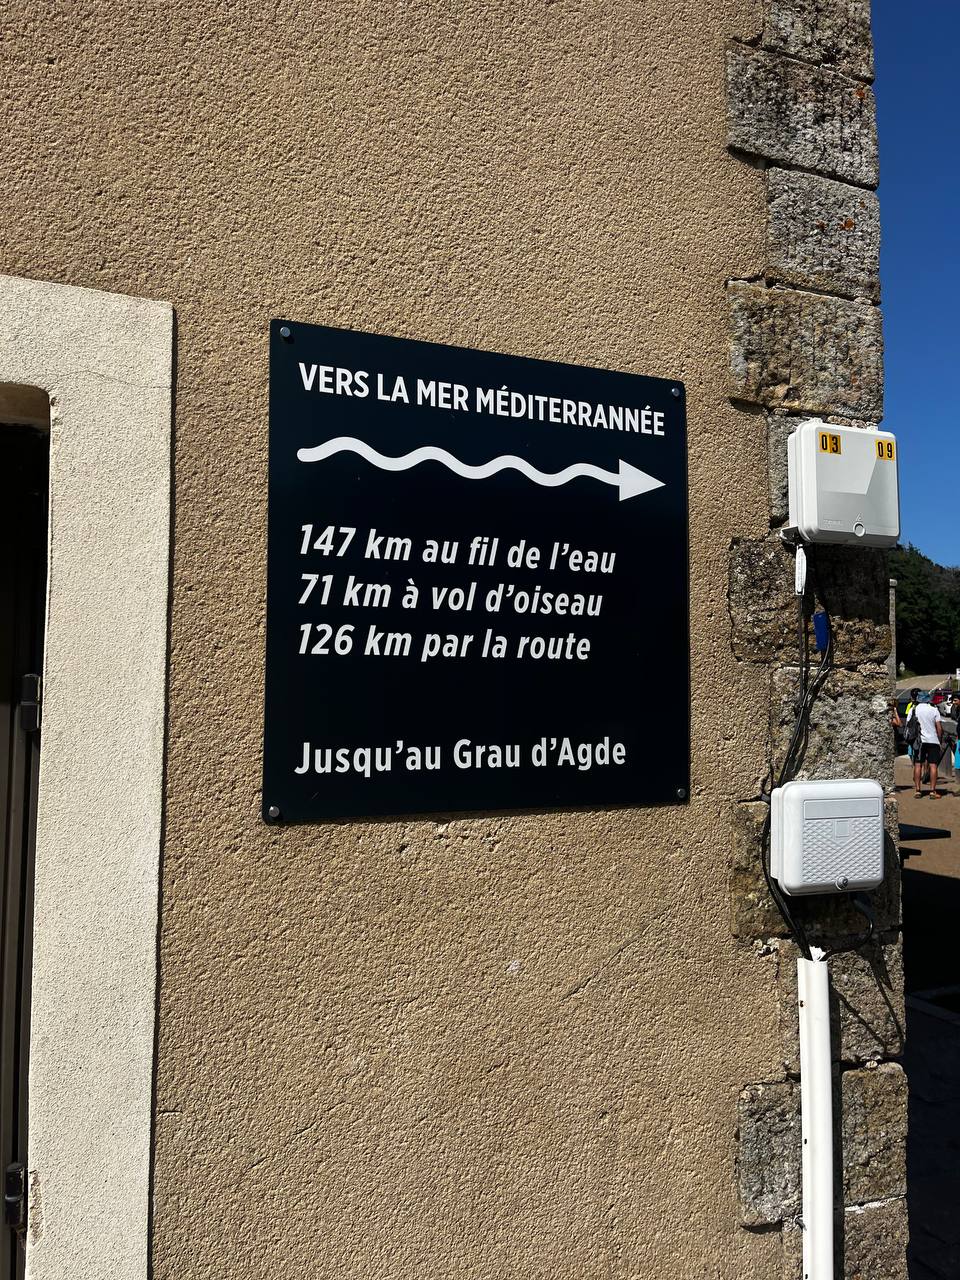 VERS LA MER MÉDITERRANNÉE
147 km au fil de l'eau
71 km à vol d'oiseau
126 km par la route
Jusqu'au Grau d'Agde
03 09